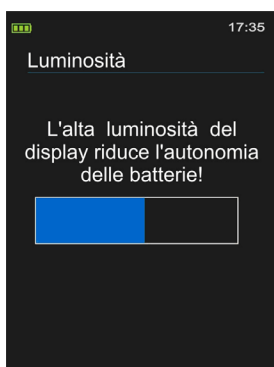 17:35
Luminosità
L'alta luminosità del
display riduce l'autonomia
delle batterie!